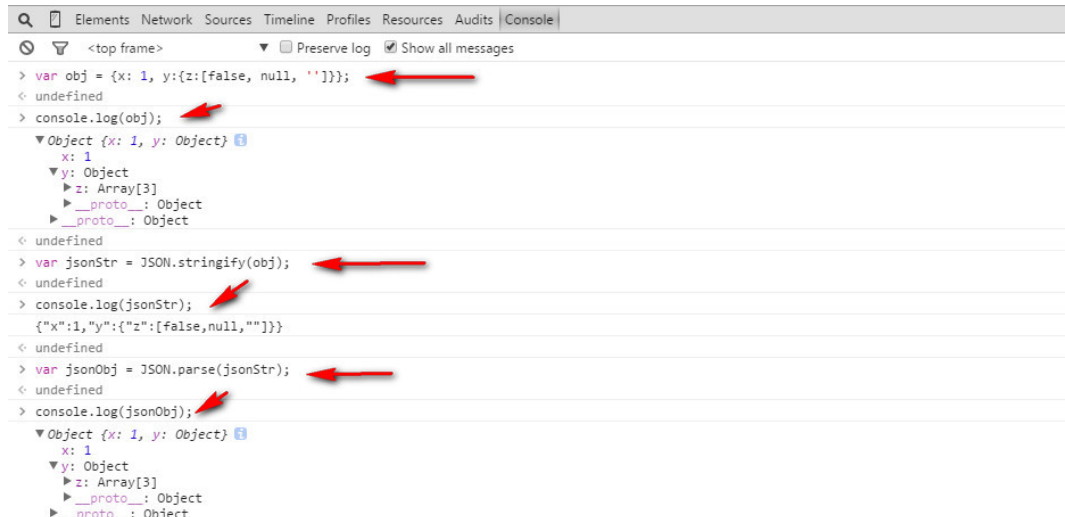 Elements Network Sources Timeline Profiles Resources Audits Console
<top frame> ▼ Preserve log Show all messages
> var obj = {x: 1, y:{z:[false, null, '']}};
undefined
> console.log(obj);
▼Object {x: 1, y: Object} i
x: 1
▼y: Object
▶z: Array[3]
▶__proto__: Object
▶__proto__: Object
undefined
> var jsonStr = JSON.stringify(obj);
undefined
> console.log(jsonStr);
{"x":1,"y":{"z":[false,null,""]}}
undefined
> var jsonObj = JSON.parse(jsonStr);
undefined
> console.log(jsonObj);
▼Object {x: 1, y: Object} i
x: 1
▼y: Object
▶z: Array[3]
▶__proto__: Object
▶__proto__: Object